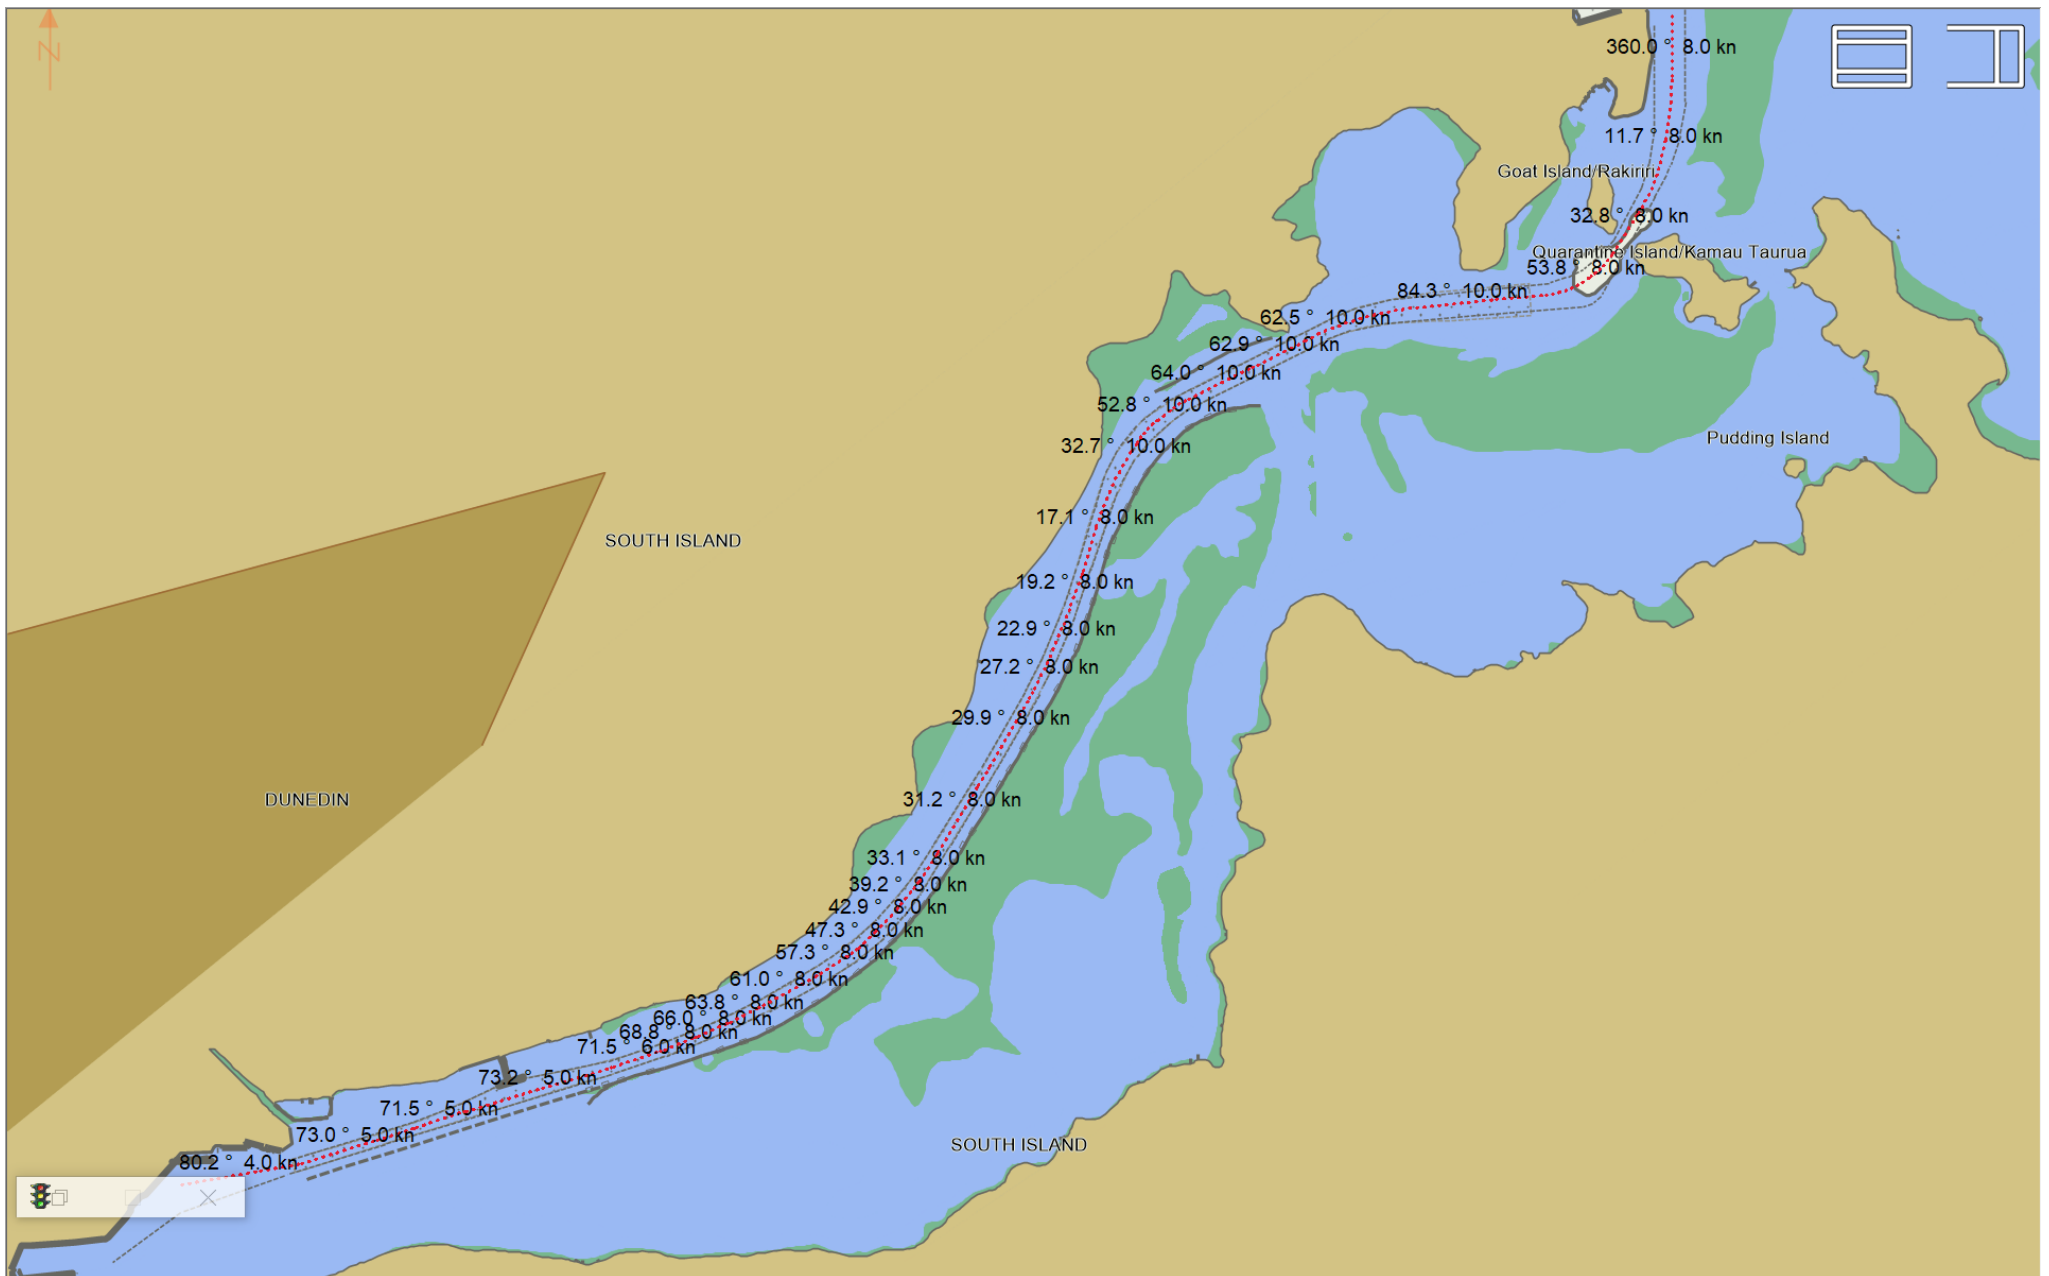 N
360.0 ° 8.0 kn
11.7 ° 8.0 kn
Goat Island/Rakiriri
32.8 ° 8.0 kn
Quarantine Island/Kamau Taurua
53.8 ° 8.0 kn
84.3 ° 10.0 kn
62.5 ° 10.0 kn
62.9 ° 10.0 kn
64.0 ° 10.0 kn
52.8 ° 10.0 kn
Pudding Island
32.7 ° 10.0 kn
17.1 ° 8.0 kn
SOUTH ISLAND
19.2 ° 8.0 kn
22.9 ° 8.0 kn
27.2 ° 8.0 kn
29.9 ° 8.0 kn
DUNEDIN
31.2 ° 8.0 kn
33.1 ° 8.0 kn
39.2 ° 8.0 kn
42.9 ° 8.0 kn
47.3 ° 8.0 kn
57.3 ° 8.0 kn
61.0 ° 8.0 kn
63.8 ° 8.0 kn
66.0 ° 8.0 kn
68.8 ° 8.0 kn
71.5 ° 6.0 kn
73.2 ° 5.0 kn
71.5 ° 5.0 kn
73.0 ° 5.0 kn
SOUTH ISLAND
80.2 ° 4.0 kn